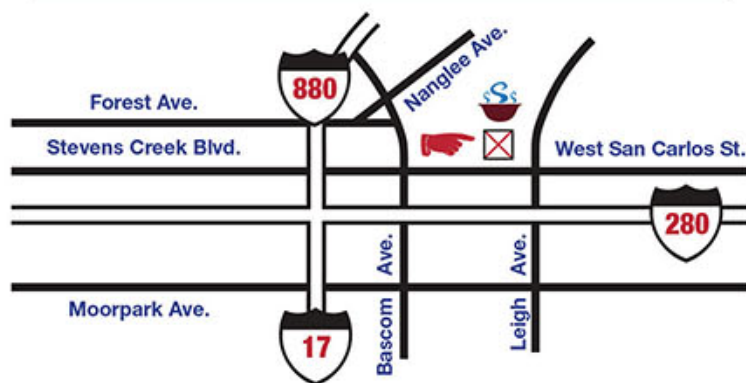 880
Nanglee Ave.
Forest Ave.
Stevens Creek Blvd.
West San Carlos St.
280
Bascom Ave.
Leigh Ave.
Moorpark Ave.
17